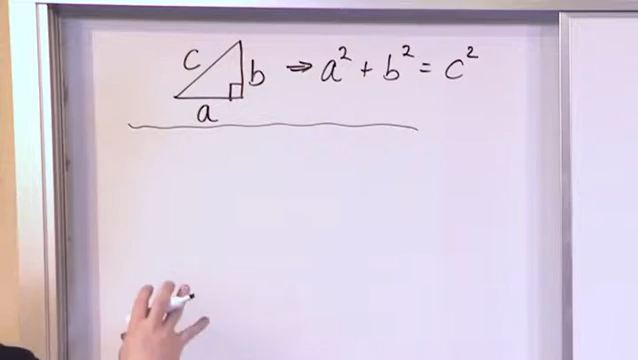 c b ⇒ a² + b² = c²
a